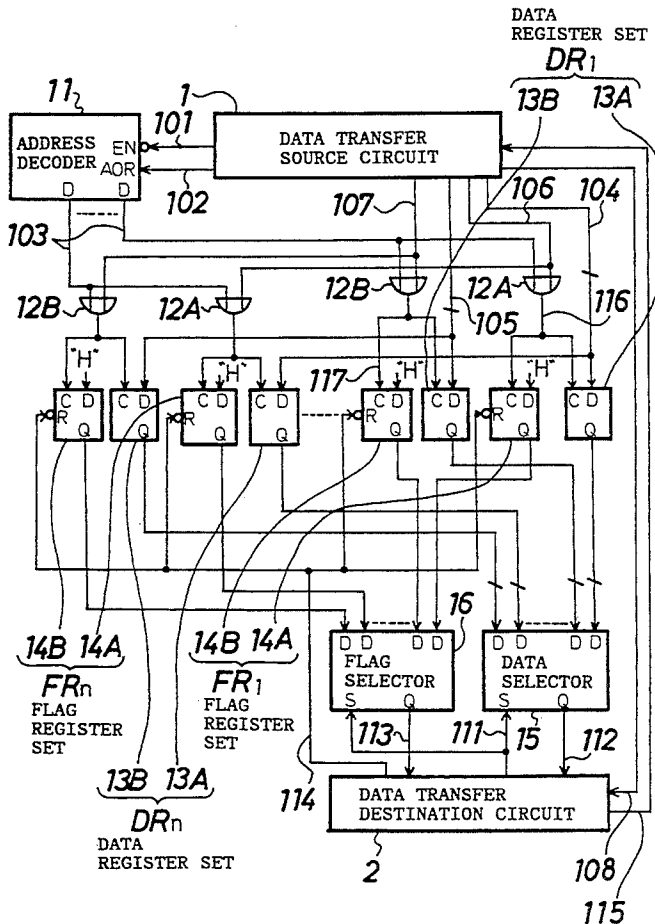 DATA
REGISTER SET
DR1
13B 13A
11
1
ADDRESS
DECODER
EN
AOR
D D
101
102
DATA TRANSFER
SOURCE CIRCUIT
103
107
106
104
12B 12A 12B 12A
105
116
"H" "H" 117 "H" "H"
C D C D C D C D C D C D C D C D
R R R R
Q Q Q Q Q Q Q Q
14B 14A
FRn
FLAG
REGISTER
SET
14B 14A
FR1
FLAG
REGISTER
SET
16
D D D D
FLAG
SELECTOR
S Q
D D D D
DATA
SELECTOR
S Q
113 111 15 112
13B 13A
DRn
DATA
REGISTER SET
114
DATA TRANSFER
DESTINATION CIRCUIT
2
108
115